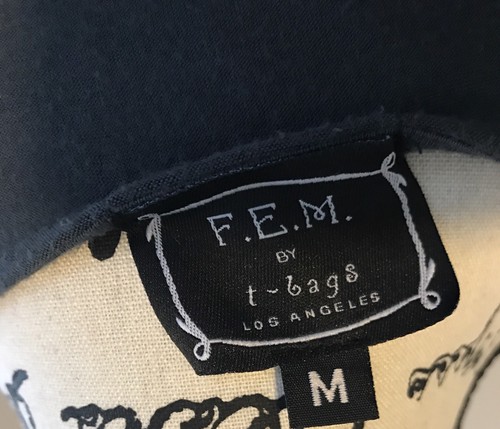 F.E.M.
BY
t-bags
LOS ANGELES
M